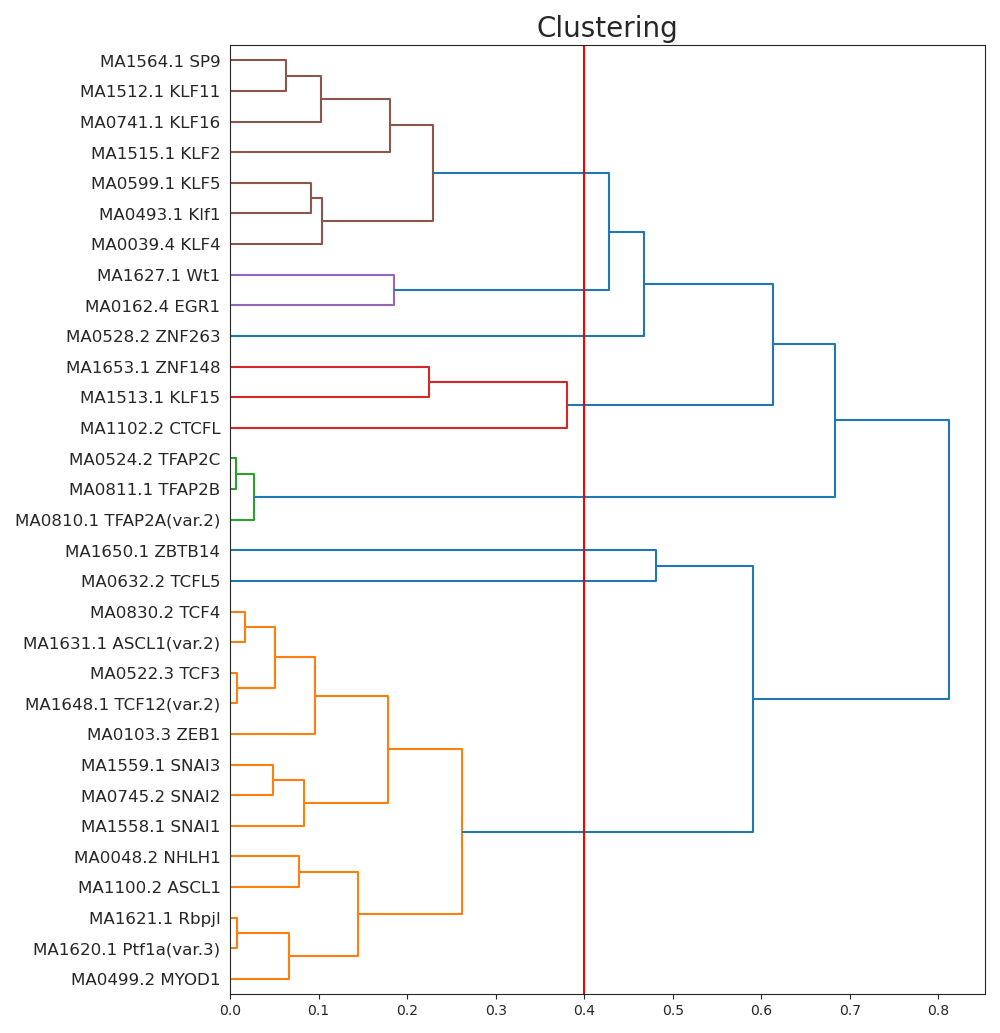 Clustering
MA1564.1 SP9
MA1512.1 KLF11
MA0741.1 KLF16
MA1515.1 KLF2
MA0599.1 KLF5
MA0493.1 Klf1
MA0039.4 KLF4
MA1627.1 Wt1
MA0162.4 EGR1
MA0528.2 ZNF263
MA1653.1 ZNF148
MA1513.1 KLF15
MA1102.2 CTCFL
MA0524.2 TFAP2C
MA0811.1 TFAP2B
MA0810.1 TFAP2A(var.2)
MA1650.1 ZBTB14
MA0632.2 TCFL5
MA0830.2 TCF4
MA1631.1 ASCL1(var.2)
MA0522.3 TCF3
MA1648.1 TCF12(var.2)
MA0103.3 ZEB1
MA1559.1 SNAI3
MA0745.2 SNAI2
MA1558.1 SNAI1
MA0048.2 NHLH1
MA1100.2 ASCL1
MA1621.1 Rbpjl
MA1620.1 Ptf1a(var.3)
MA0499.2 MYOD1
0.0 0.1 0.2 0.3 0.4 0.5 0.6 0.7 0.8